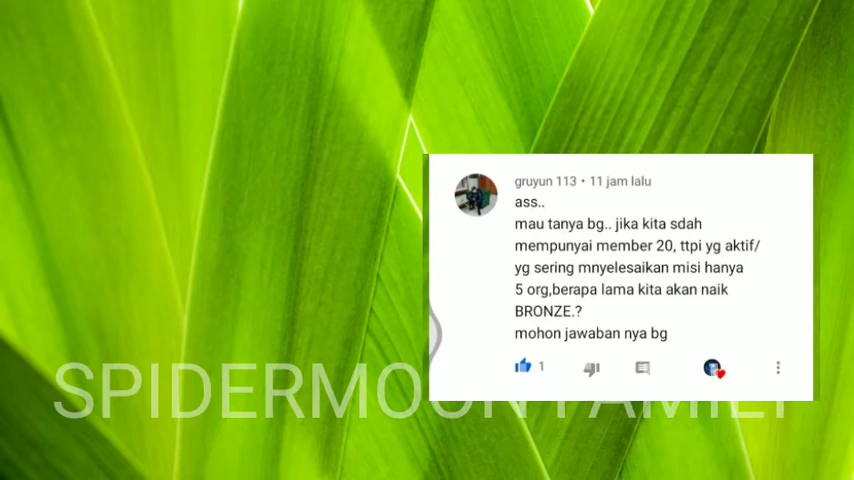 gruyun 113 • 11 jam lalu
ass..
mau tanya bg.. jika kita sdah
mempunyai member 20, ttpi yg aktif/
yg sering mnyelesaikan misi hanya
5 org,berapa lama kita akan naik
BRONZE.?
mohon jawaban nya bg
1
SPIDERMOON FAMILY